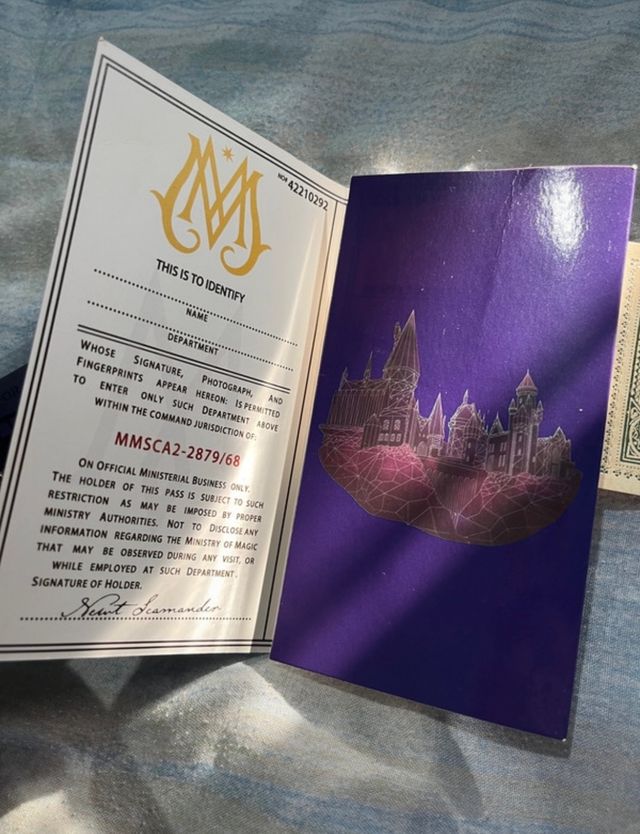 No# 42210292
THIS IS TO IDENTIFY
NAME
DEPARTMENT
WHOSE SIGNATURE, PHOTOGRAPH, AND
FINGERPRINTS APPEAR HEREON: IS PERMITTED
TO ENTER ONLY SUCH DEPARTMENT ABOVE
WITHIN THE COMMAND JURISDICTION OF:
MMSCA2-2879/68
ON OFFICIAL MINISTERIAL BUSINESS ONLY.
THE HOLDER OF THIS PASS IS SUBJECT TO SUCH
RESTRICTION AS MAY BE IMPOSED BY PROPER
MINISTRY AUTHORITIES. NOT TO DISCLOSE ANY
INFORMATION REGARDING THE MINISTRY OF MAGIC
THAT MAY BE OBSERVED DURING ANY VISIT, OR
WHILE EMPLOYED AT SUCH DEPARTMENT.
SIGNATURE OF HOLDER.
Newt Scamander